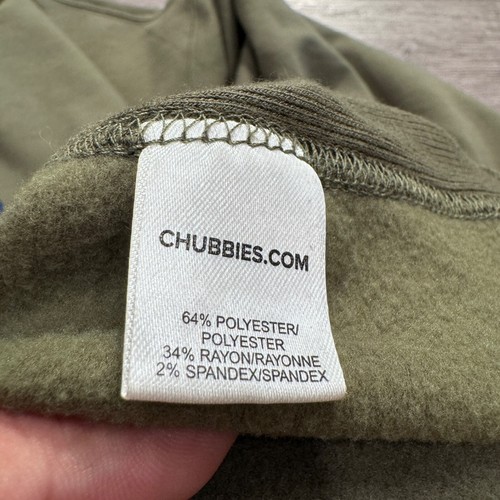 CHUBBIES.COM
64% POLYESTER/
POLYESTER
34% RAYON/RAYONNE
2% SPANDEX/SPANDEX